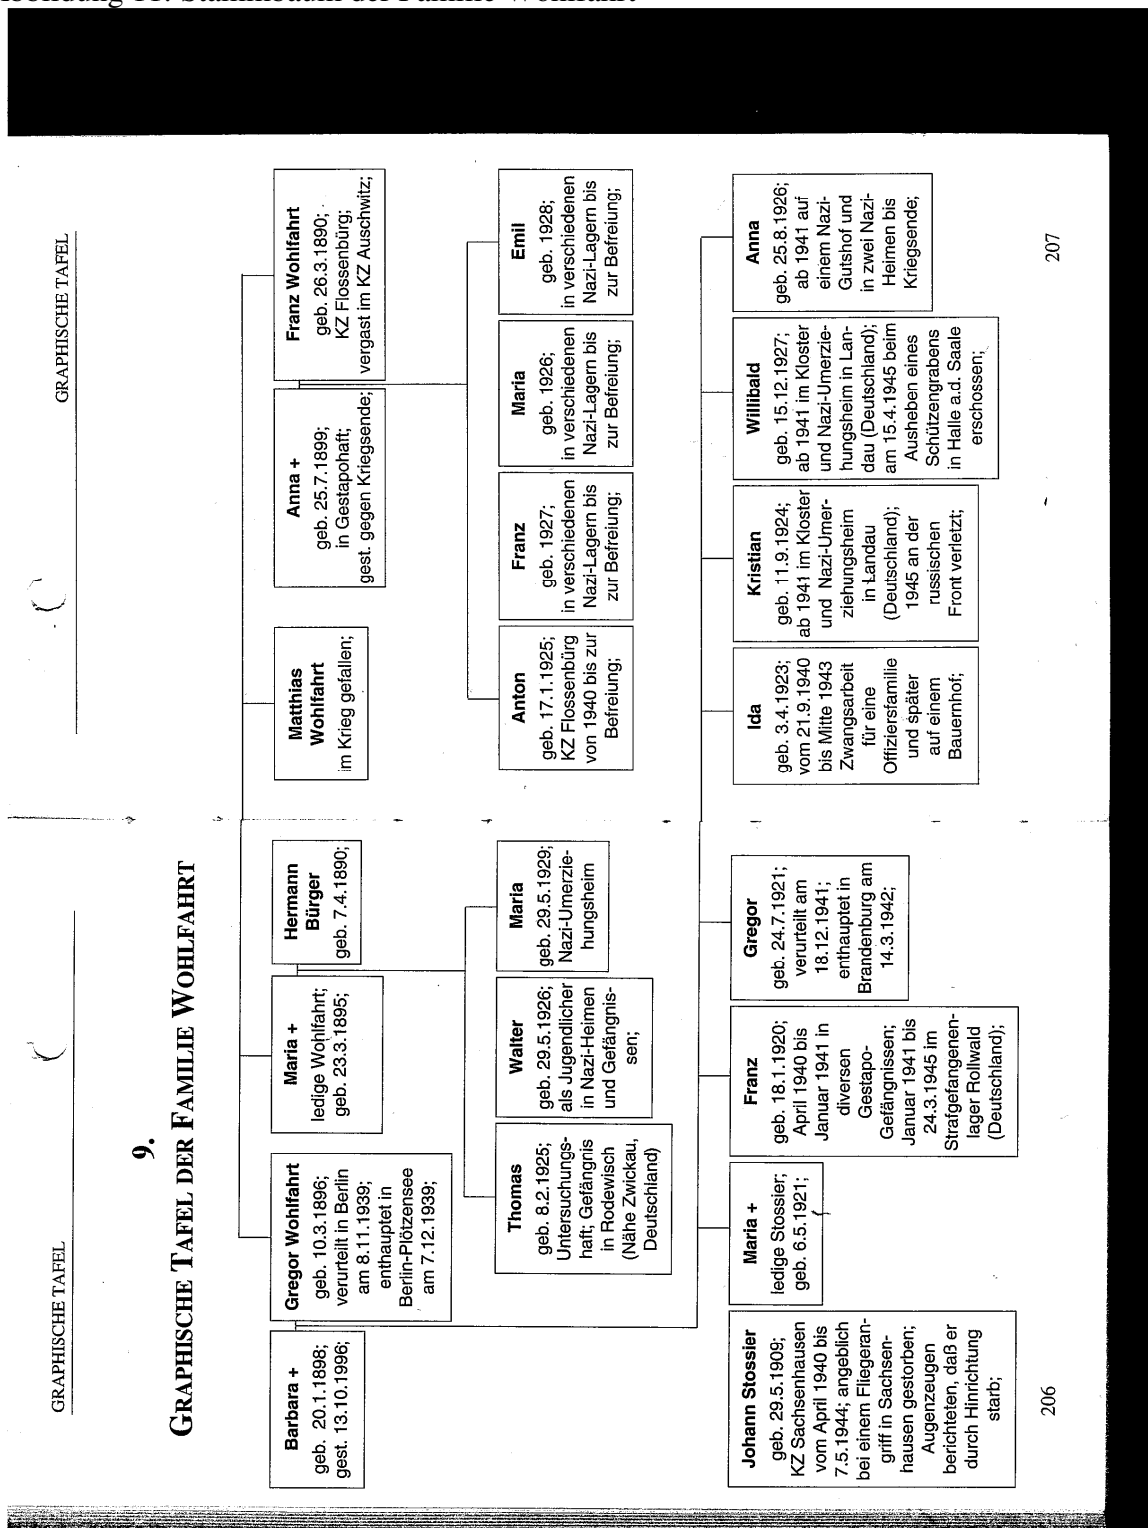 GRAPHISCHE TAFEL
9.
GRAPHISCHE TAFEL DER FAMILIE WOHLFAHRT
Barbara +
geb. 20.1.1898;
gest. 13.10.1996;
Gregor Wohlfahrt
geb. 10.3.1896;
verurteilt in Berlin
am 8.11.1939;
enthauptet in
Berlin-Plötzensee
am 7.12.1939;
Maria +
ledige Wohlfahrt;
geb. 23.3.1895;
Hermann
Bürger
geb. 7.4.1890;
Thomas
geb. 8.2.1925;
Untersuchungs-
haft; Gefängnis
in Rodewisch
(Nähe Zwickau,
Deutschland)
Walter
geb. 29.5.1926;
als Jugendlicher
in Nazi-Heimen
und Gefängnis-
sen;
Maria
geb. 29.5.1929;
Nazi-Umerzie-
hungsheim
Johann Stossier
geb. 29.5.1909;
KZ Sachsenhausen
vom April 1940 bis
7.5.1944; angeblich
bei einem Fliegeran-
griff in Sachsen-
hausen gestorben;
Augenzeugen
berichteten, daß er
durch Hinrichtung
starb;
Maria +
ledige Stossier;
geb. 6.5.1921;
Franz
geb. 18.1.1920;
April 1940 bis
Januar 1941 in
diversen
Gestapo-
Gefängnissen;
Januar 1941 bis
24.3.1945 im
Strafgefangenen-
lager Rollwald
(Deutschland);
Gregor
geb. 24.7.1921;
verurteilt am
18.12.1941;
enthauptet in
Brandenburg am
14.3.1942;
206
GRAPHISCHE TAFEL
Matthias
Wohlfahrt
im Krieg gefallen;
Anna +
geb. 25.7.1899;
in Gestapohaft;
gest. gegen Kriegsende;
Franz Wohlfahrt
geb. 26.3.1890;
KZ Flossenbürg;
vergast im KZ Auschwitz;
Anton
geb. 17.1.1925;
KZ Flossenbürg
von 1940 bis zur
Befreiung;
Franz
geb. 1927;
in verschiedenen
Nazi-Lagern bis
zur Befreiung;
Maria
geb. 1926;
in verschiedenen
Nazi-Lagern bis
zur Befreiung;
Emil
geb. 1928;
in verschiedenen
Nazi-Lagern bis
zur Befreiung;
Ida
geb. 3.4.1923;
vom 21.9.1940
bis Mitte 1943
Zwangsarbeit
für eine
Offiziersfamilie
und später
auf einem
Bauernhof;
Kristian
geb. 11.9.1924;
ab 1941 im Kloster
und Nazi-Umer-
ziehungsheim
in Landau
(Deutschland);
1945 an der
russischen
Front verletzt;
Willibald
geb. 15.12.1927;
ab 1941 im Kloster
und Nazi-Umerzie-
hungsheim in Lan-
dau (Deutschland);
am 15.4.1945 beim
Ausheben eines
Schützengrabens
in Halle a.d. Saale
erschossen;
Anna
geb. 25.8.1926;
ab 1941 auf
einem Nazi-
Gutshof und
in zwei Nazi-
Heimen bis
Kriegsende;
207